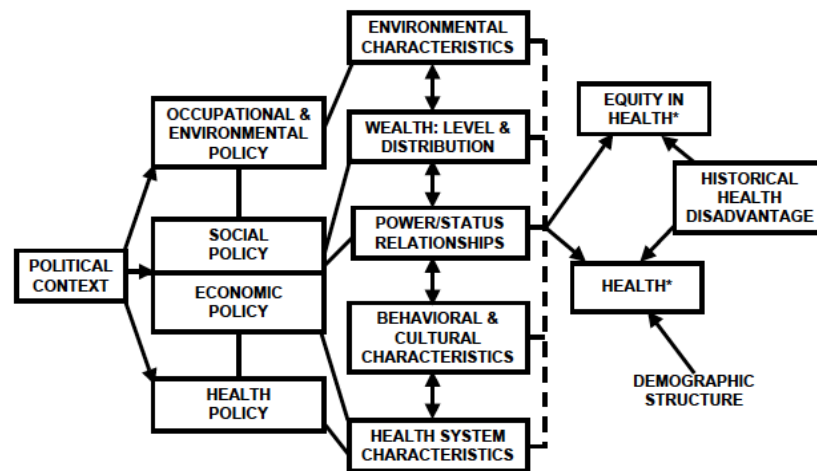 ENVIRONMENTAL
CHARACTERISTICS
OCCUPATIONAL &
ENVIRONMENTAL
POLICY
WEALTH: LEVEL &
DISTRIBUTION
EQUITY IN
HEALTH*
HISTORICAL
HEALTH
DISADVANTAGE
POLITICAL
CONTEXT
SOCIAL
POLICY
ECONOMIC
POLICY
POWER/STATUS
RELATIONSHIPS
HEALTH*
BEHAVIORAL &
CULTURAL
CHARACTERISTICS
DEMOGRAPHIC
STRUCTURE
HEALTH
POLICY
HEALTH SYSTEM
CHARACTERISTICS